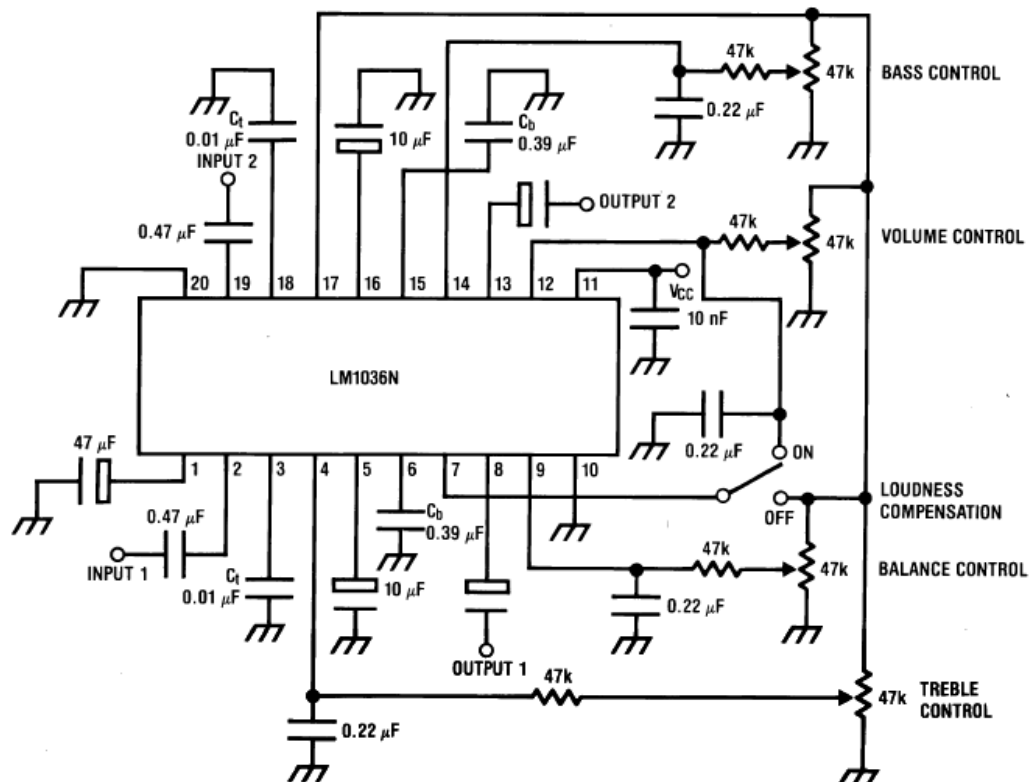 47k
47k
BASS CONTROL
0.22 µF
Ct
0.01 µF
INPUT 2
10 µF
Cb
0.39 µF
OUTPUT 2
0.47 µF
47k
47k
VOLUME CONTROL
20
19
18
17
16
15
14
13
12
11
VCC
10 nF
LM1036N
0.22 µF
ON
47 µF
1
2
3
4
5
6
7
8
9
10
OFF
LOUDNESS
COMPENSATION
0.47 µF
INPUT 1
Ct
0.01 µF
10 µF
Cb
0.39 µF
OUTPUT 1
0.22 µF
47k
47k
BALANCE CONTROL
47k
47k
TREBLE
CONTROL
0.22 µF